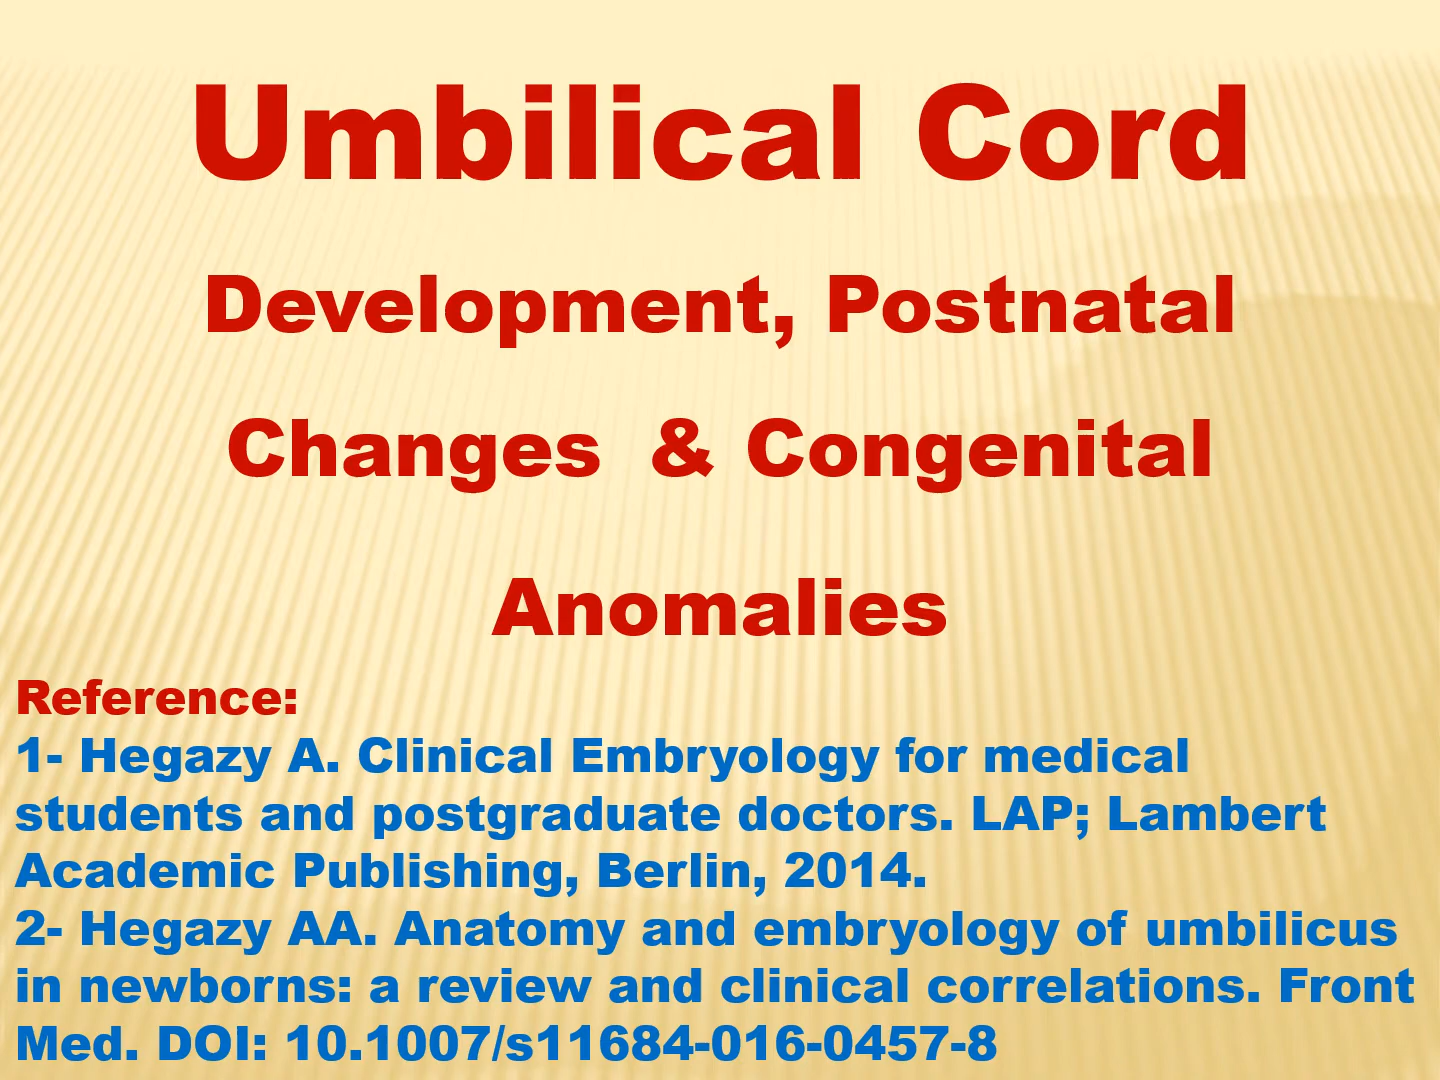 Umbilical Cord
Development, Postnatal
Changes & Congenital
Anomalies
Reference:
1- Hegazy A. Clinical Embryology for medical
students and postgraduate doctors. LAP; Lambert
Academic Publishing, Berlin, 2014.
2- Hegazy AA. Anatomy and embryology of umbilicus
in newborns: a review and clinical correlations. Front
Med. DOI: 10.1007/s11684-016-0457-8